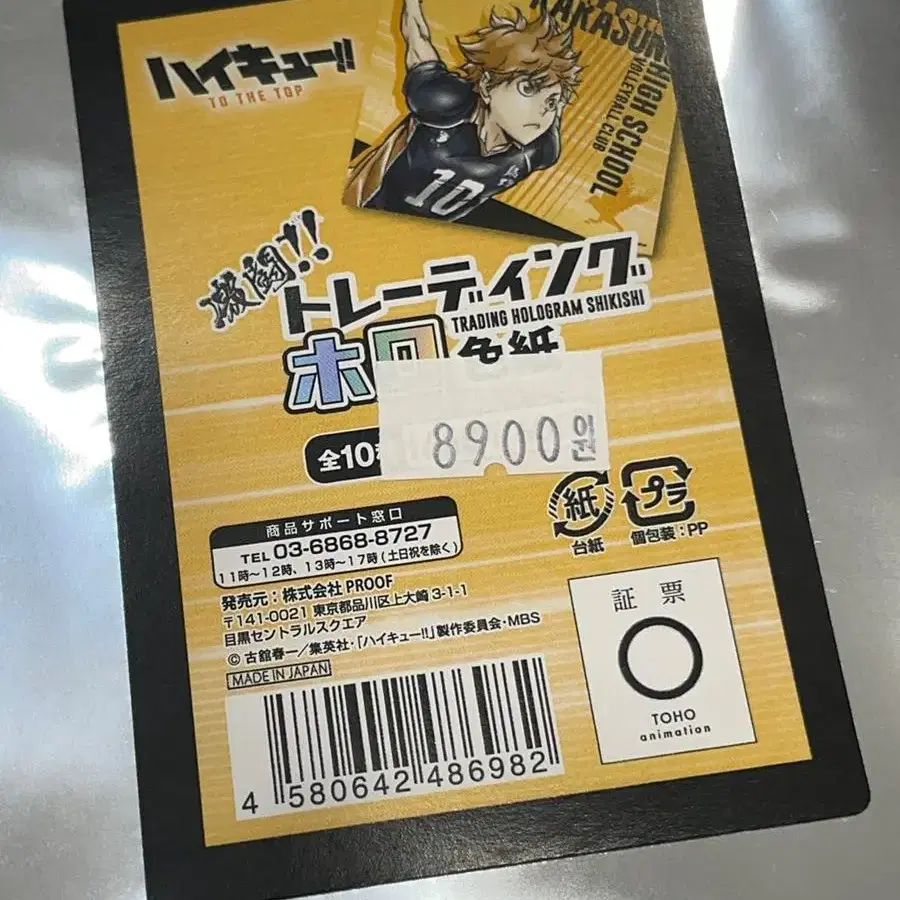 ハイキュー!!
TO THE TOP
KARASUNO HIGH SCHOOL
VOLLEYBALL CLUB
10
激闘!!
トレーディング
TRADING HOLOGRAM SHIKISHI
ホロ色紙
8900원
全10種
紙
台紙
プラ
個包装:PP
商品サポート窓口
TEL 03-6868-8727
11時~12時、13時~17時(土日祝を除く)
発売元:株式会社 PROOF
〒141-0021 東京都品川区上大崎 3-1-1
目黒セントラルスクエア
© 古舘春一/集英社・「ハイキュー!!」製作委員会・MBS
MADE IN JAPAN
証票
TOHO
animation
4 580642 486982